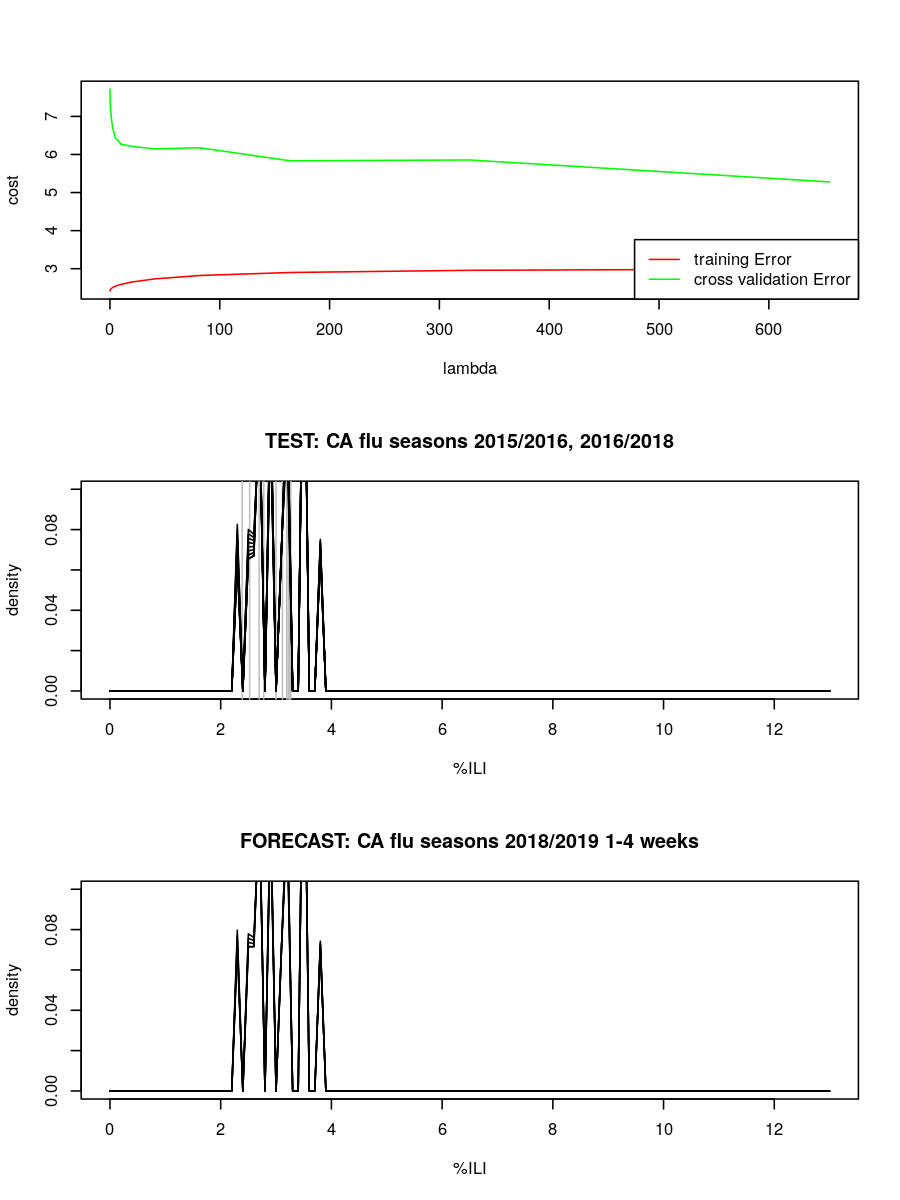 7
6
5
4
3
cost
training Error
cross validation Error
0 100 200 300 400 500 600
lambda
TEST: CA flu seasons 2015/2016, 2016/2018
0.08
0.04
0.00
density
0 2 4 6 8 10 12
%ILI
FORECAST: CA flu seasons 2018/2019 1-4 weeks
0.08
0.04
0.00
density
0 2 4 6 8 10 12
%ILI